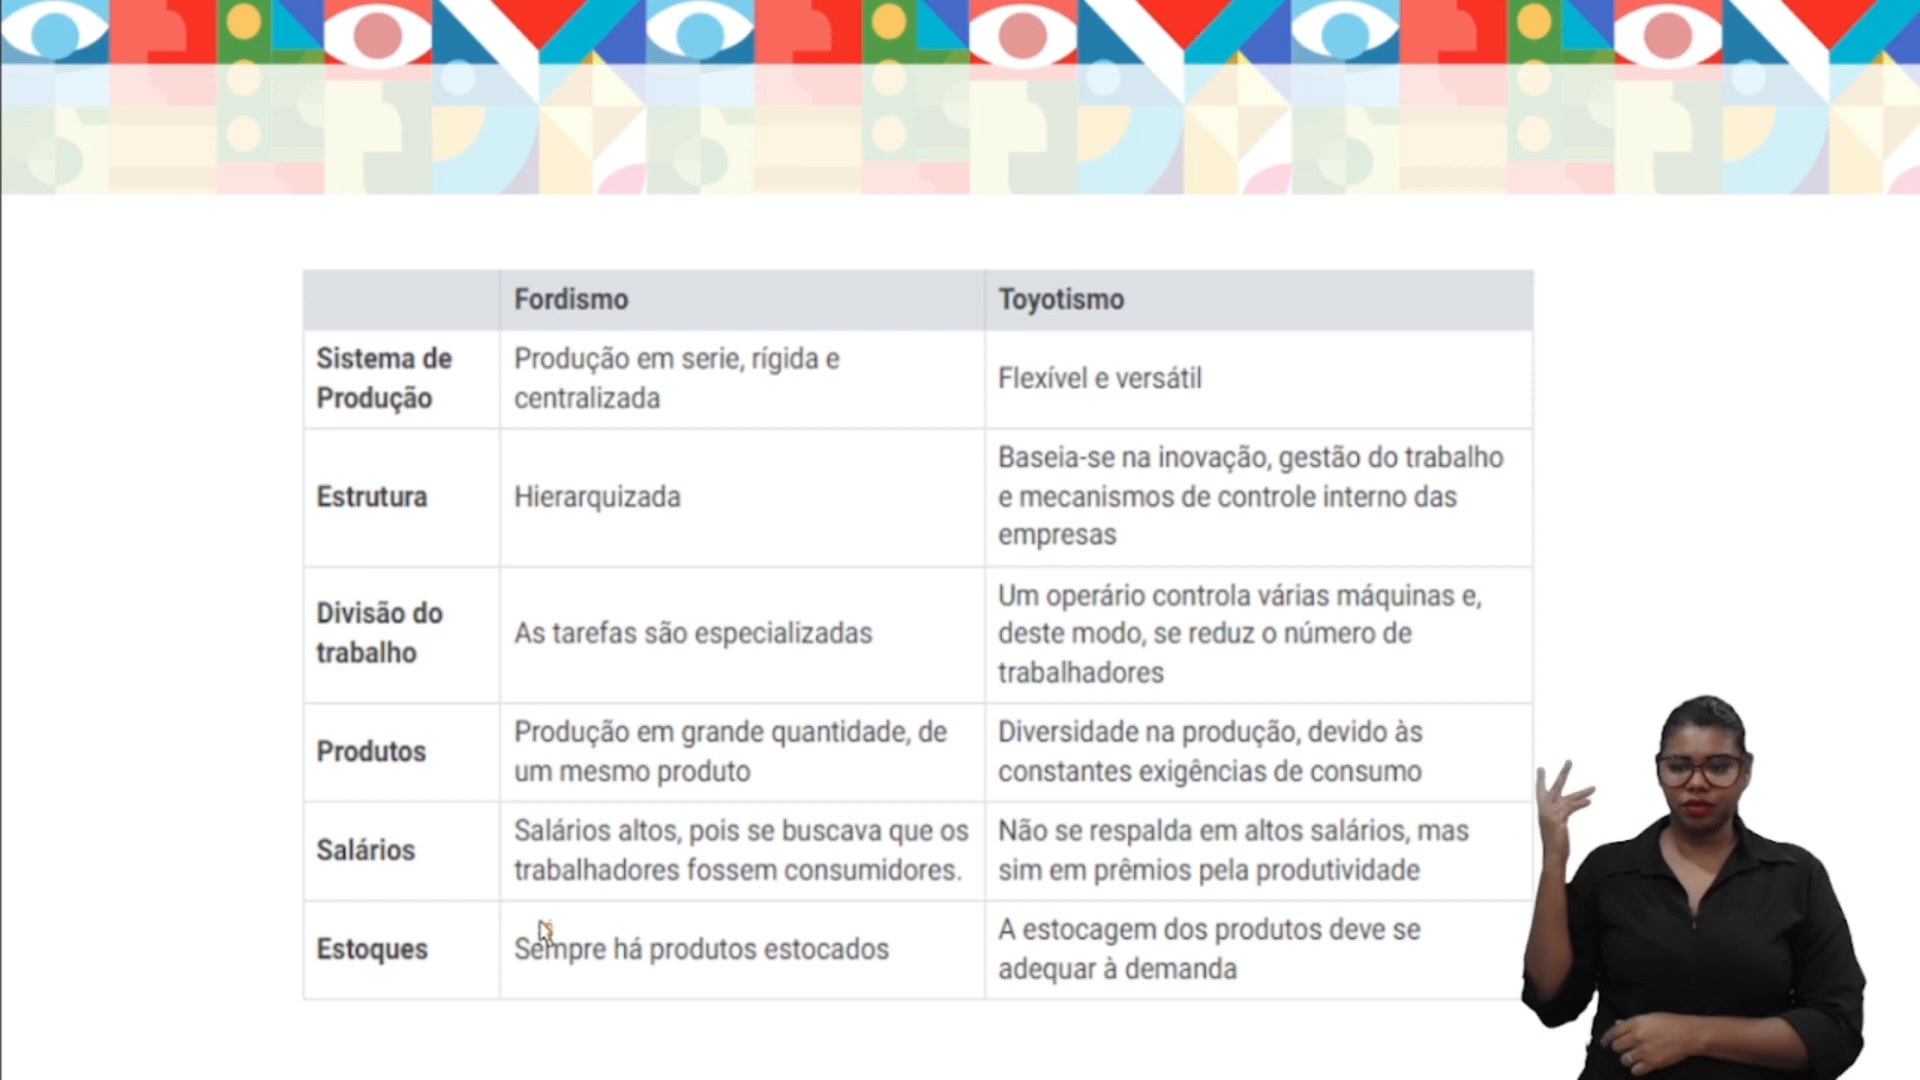 Fordismo
Toyotismo
Sistema de
Produção
Produção em serie, rígida e
centralizada
Flexível e versátil
Estrutura
Hierarquizada
Baseia-se na inovação, gestão do trabalho
e mecanismos de controle interno das
empresas
Divisão do
trabalho
As tarefas são especializadas
Um operário controla várias máquinas e,
deste modo, se reduz o número de
trabalhadores
Produtos
Produção em grande quantidade, de
um mesmo produto
Diversidade na produção, devido às
constantes exigências de consumo
Salários
Salários altos, pois se buscava que os
trabalhadores fossem consumidores.
Não se respalda em altos salários, mas
sim em prêmios pela produtividade
Estoques
Sempre há produtos estocados
A estocagem dos produtos deve se
adequar à demanda